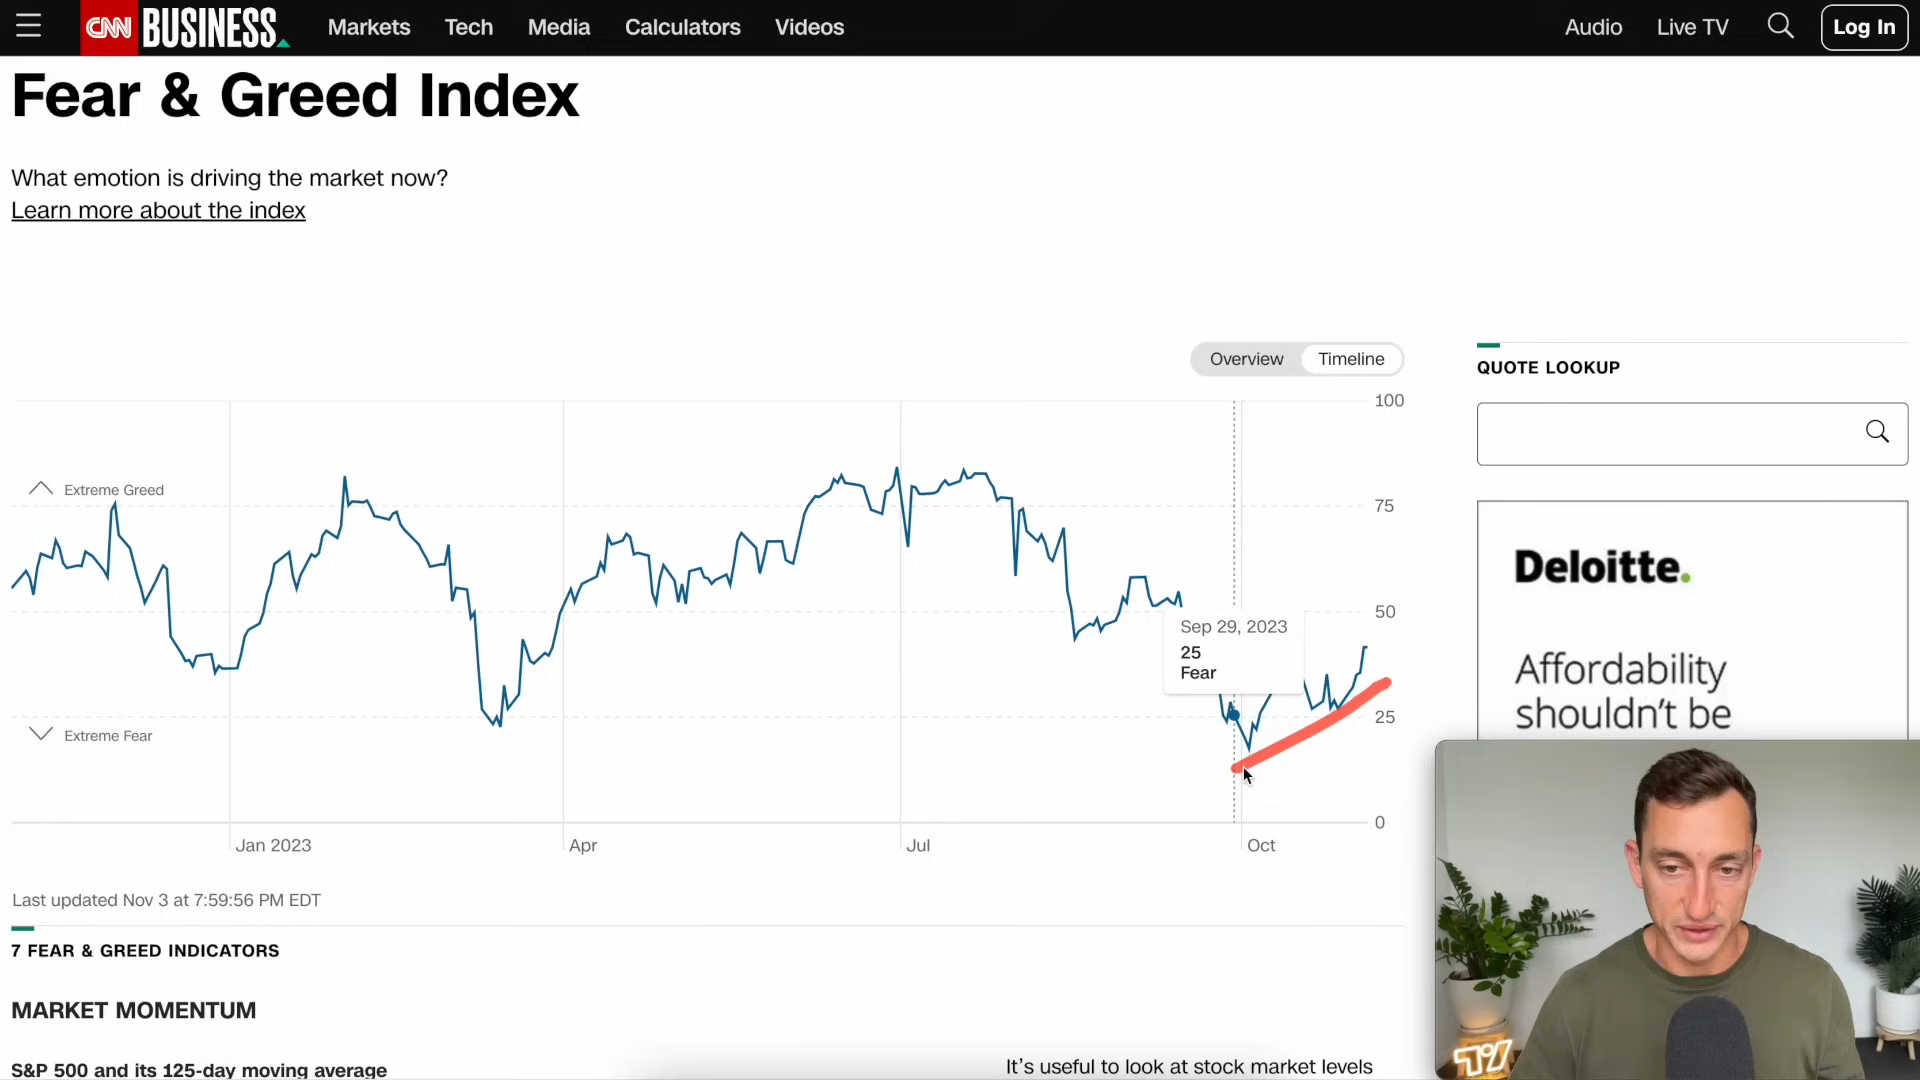 CNN BUSINESS
Markets Tech Media Calculators Videos
Audio Live TV Log In
Fear & Greed Index
What emotion is driving the market now?
Learn more about the index
Overview Timeline
QUOTE LOOKUP
100
Extreme Greed
75
50
Sep 29, 2023
25
Fear
25
Extreme Fear
0
Jan 2023 Apr Jul Oct
Deloitte.
Affordability
shouldn't be
Last updated Nov 3 at 7:59:56 PM EDT
7 FEAR & GREED INDICATORS
MARKET MOMENTUM
S&P 500 and its 125-day moving average
It's useful to look at stock market levels